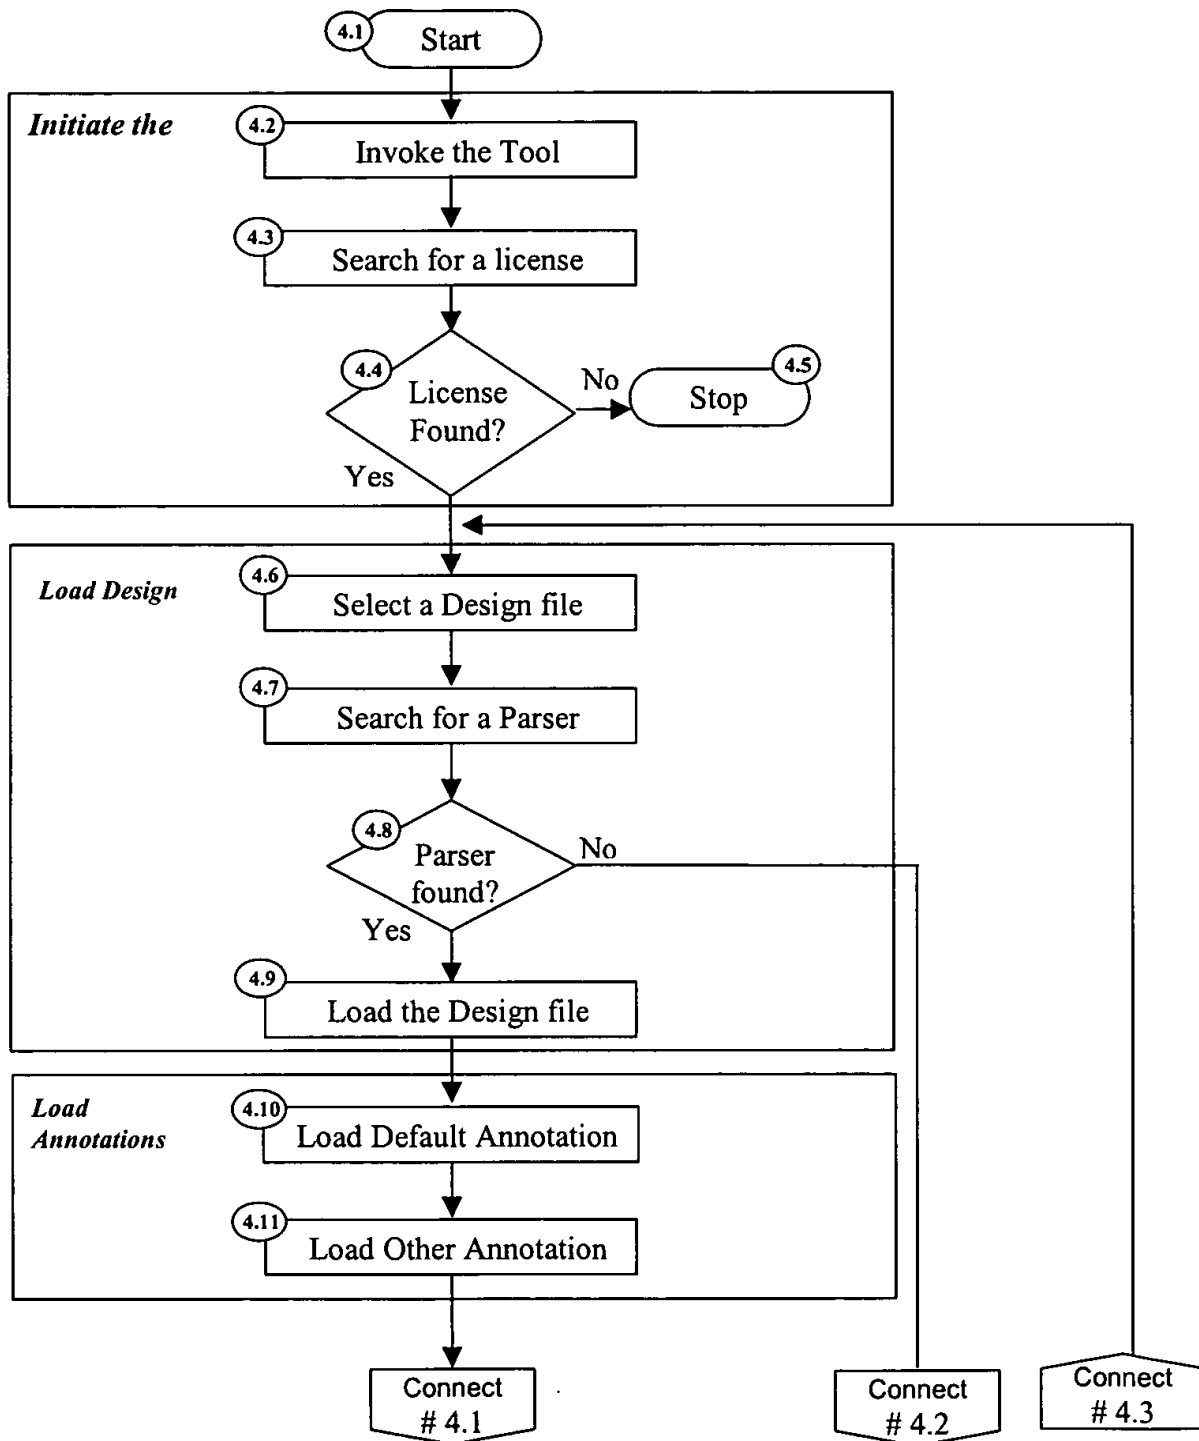 4.1
Start
Initiate the
4.2
Invoke the Tool
4.3
Search for a license
4.4
License
Found?
No
4.5
Stop
Yes
Load Design
4.6
Select a Design file
4.7
Search for a Parser
4.8
Parser
found?
No
Yes
4.9
Load the Design file
Load
Annotations
4.10
Load Default Annotation
4.11
Load Other Annotation
Connect
# 4.1
Connect
# 4.2
Connect
# 4.3